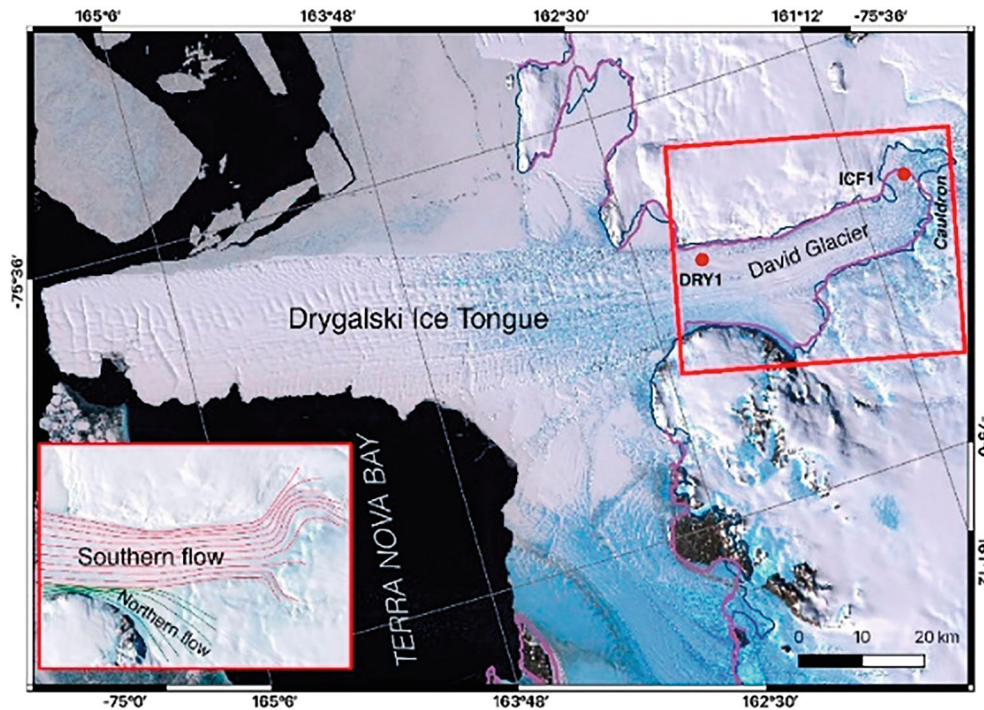 165°6' 163°48' 162°30' 161°12' -75°36'
ICF1
Cauldron
David Glacier
DRY1
-75°36'
Drygalski Ice Tongue
TERRA NOVA BAY
Southern flow
Northern flow
0 10 20 km
-75°0' 165°6' 163°48' 162°30'